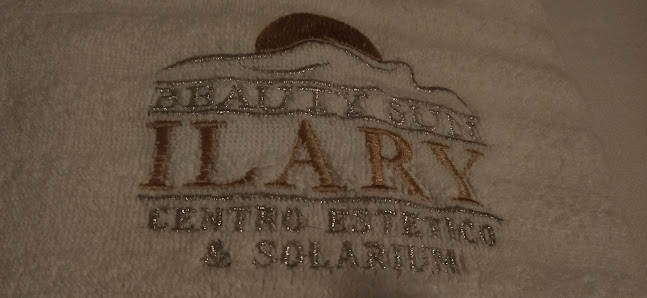 BEAUTY SUN
ILARY
CENTRO ESTETICO
& SOLARIUM